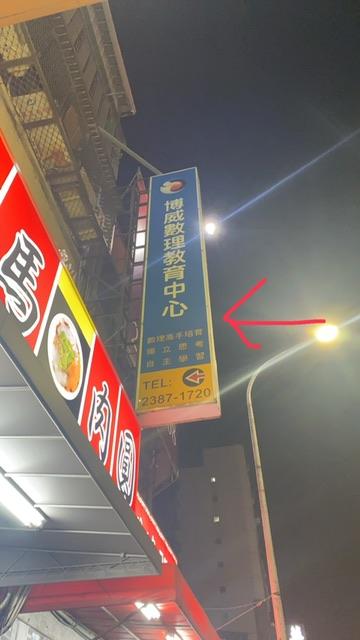 博威數理教育中心
數理高手培育
獨立思考
自主學習
TEL:
2387-1720
馬
肉